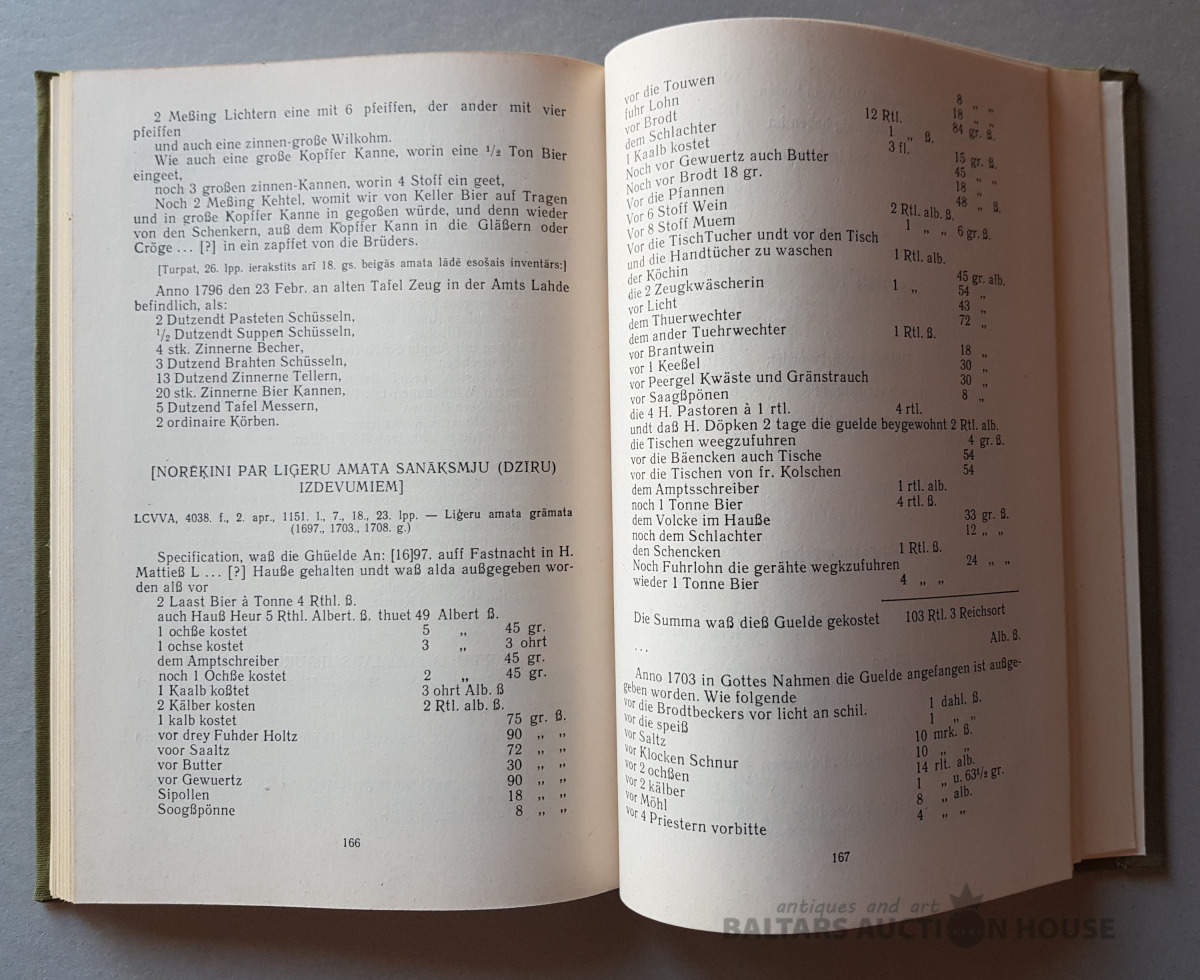 2 Meßing Lichtern eine mit 6 pfeiffen, der ander mit vier
pfeiffen
und auch eine zinnen-große Wilkohm.
Wie auch eine große Kopffer Kanne, worin eine ¹/₂ Ton Bier
eingeet,
noch 3 großen zinnen-Kannen, worin 4 Stoff ein geet,
Noch 2 Meßing Kehtel, womit wir von Keller Bier auf Tragen
und in große Kopffer Kanne in gegoßen würde, und denn wieder
von den Schenkern, auß dem Kopffer Kann in die Gläßern oder
Cröge ... [?] in ein zapffet von die Brüders.
[Turpat, 26. lpp. ierakstīts arī 18. gs. beigās amata lādē esošais inventārs:]
Anno 1796 den 23 Febr. an alten Tafel Zeug in der Amts Lahde
befindlich, als:
2 Dutzendt Pasteten Schüsseln,
¹/₂ Dutzendt Suppen Schüsseln,
4 stk. Zinnerne Becher,
3 Dutzend Brahten Schüsseln,
13 Dutzend Zinnerne Tellern,
20 stk. Zinnerne Bier Kannen,
5 Dutzend Tafel Messern,
2 ordinaire Körben.
[NORĒĶINI PAR LIĢERU AMATA SANĀKSMJU (DZIRU)
IZDEVUMIEM]
LCVVA, 4038. f., 2. apr., 1151. l., 7., 18., 23. lpp. — Liģeru amata grāmata
(1697., 1703., 1708. g.)
Specification, waß die Ghüelde An: [16]97. auff Fastnacht in H.
Mattieß L ... [?] Hauße gehalten undt waß alda außgegeben wor-
den alß vor
2 Laast Bier à Tonne 4 Rthl. ß.
auch Hauß Heur 5 Rthl. Albert. ß. thuet 49 Albert ß.
1 ochße kostet 5 „ 45 gr.
1 ochse kostet 3 „ 3 ohrt
dem Amptschreiber 45 gr.
noch 1 Ochße kostet 2 „ 45 gr.
1 Kaalb koßtet 3 ohrt Alb. ß
2 Kälber kosten 2 Rtl. alb. ß.
1 kalb kostet 75 gr. ß.
vor drey Fuhder Holtz 90 „ „
voor Saaltz 72 „ „
vor Butter 30 „ „
vor Gewuertz 90 „ „
Sipollen 18 „ „
Soogßpönne 8 „ „
166
vor die Touwen 8 „ „
fuhr Lohn 18 „ „
vor Brodt 12 Rtl. 84 gr. ß.
dem Schlachter 1 „ ß.
1 Kaalb kostet 3 fl. 15 gr. ß.
Noch vor Gewuertz auch Butter 45 „ „
Noch vor Brodt 18 gr. 18 „ „
Vor die Pfannen 48 „ ß.
Vor 6 Stoff Wein 2 Rtl. alb. ß.
Vor 8 Stoff Muem 1 „ „ 6 gr. ß.
Vor die TischTucher undt vor den Tisch
und die Handtücher zu waschen 1 Rtl. alb.
der Köchin 45 gr. alb.
die 2 Zeugkwäscherin 1 „ 54 „
vor Licht 43 „
dem Thuerwechter 72 „
dem ander Tuehrwechter 1 Rtl. ß.
vor Brantwein 18 „
vor 1 Keeßel 30 „
vor Peergel Kwäste und Gränstrauch 30 „
vor Saagßpönen 8 „
die 4 H. Pastoren à 1 rtl. 4 rtl.
undt daß H. Döpken 2 tage die guelde beygewohnt 2 Rtl. alb.
die Tischen weegzufuhren 4 gr. ß.
vor die Bäencken auch Tische 54
vor die Tischen von fr. Kolschen 54
dem Amptsschreiber 1 rtl. alb.
noch 1 Tonne Bier 4 rtl. ß.
dem Volcke im Hauße 33 gr. ß.
noch dem Schlachter 12 „ „
den Schencken 1 Rtl. ß.
Noch Fuhrlohn die gerähte wegkzufuhren 24 „ „
wieder 1 Tonne Bier 4 „ „
Die Summa waß dieß Guelde gekostet 103 Rtl. 3 Reichsort
Alb. ß.
...
Anno 1703 in Gottes Nahmen die Guelde angefangen ist außge-
geben worden. Wie folgende
vor die Brodtbeckers vor licht an schil. 1 dahl. ß.
vor die speiß 1 „ „
vor Saltz 10 mrk. ß.
vor Klocken Schnur 10 „ „
vor 2 ochßen 14 rlt. alb.
vor 2 kälber 1 „ u. 63¹/₂ gr.
vor Möhl 8 „ alb.
vor 4 Priestern vorbitte 4 „ „
167
antiques and art
BALTARS AUCTION HOUSE